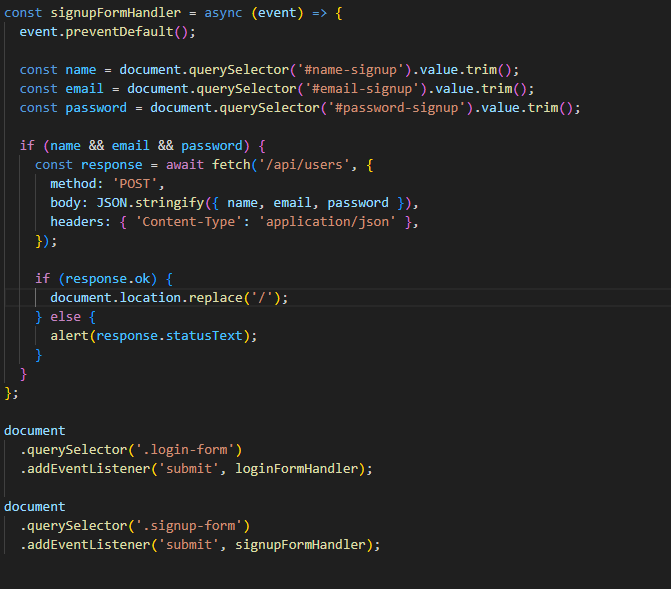 const signupFormHandler = async (event) => {
  event.preventDefault();

  const name = document.querySelector('#name-signup').value.trim();
  const email = document.querySelector('#email-signup').value.trim();
  const password = document.querySelector('#password-signup').value.trim();

  if (name && email && password) {
    const response = await fetch('/api/users', {
      method: 'POST',
      body: JSON.stringify({ name, email, password }),
      headers: { 'Content-Type': 'application/json' },
    });

    if (response.ok) {
      document.location.replace('/');
    } else {
      alert(response.statusText);
    }
  }
};

document
  .querySelector('.login-form')
  .addEventListener('submit', loginFormHandler);

document
  .querySelector('.signup-form')
  .addEventListener('submit', signupFormHandler);